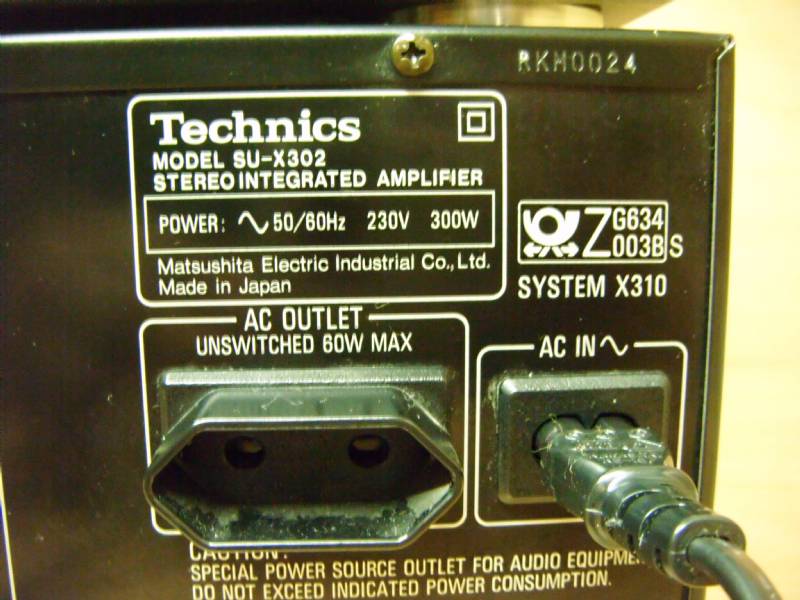 RKM0024
Technics
MODEL SU-X302
STEREO INTEGRATED AMPLIFIER
POWER: 50/60Hz 230V 300W
Matsushita Electric Industrial Co., Ltd.
Made in Japan
Z G634
003B S
SYSTEM X310
AC OUTLET
UNSWITCHED 60W MAX
AC IN
CAUTION:
SPECIAL POWER SOURCE OUTLET FOR AUDIO
DO NOT EXCEED INDICATED POWER CONSUMPTION.